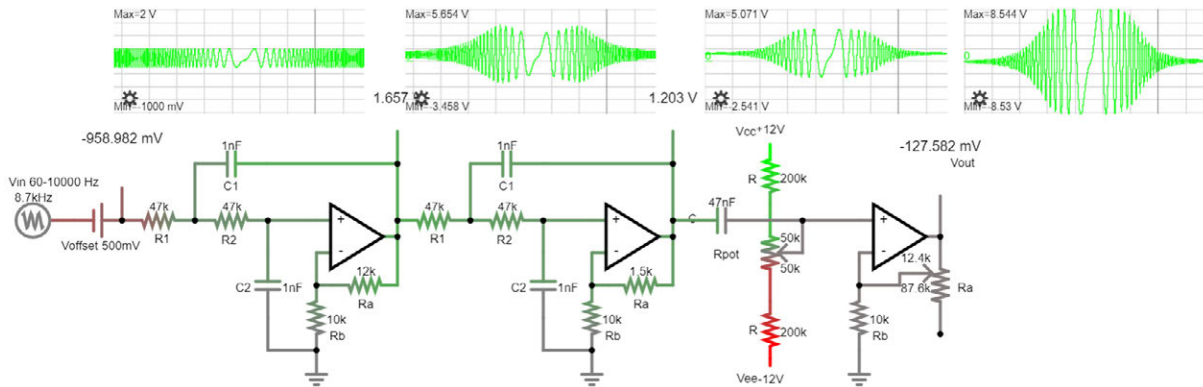 Max=2 V
Max=5.654 V
Max=5.071 V
Max=8.544 V
0
0
0
Min=-1000 mV
1.657
Min=-3.458 V
1.203 V
Min=-2.541 V
Min=-8.53 V
-958.982 mV
Vcc +12V
-127.582 mV
Vout
Vin 60-10000 Hz
8.7kHz
1nF
C1
1nF
C1
R
200k
47k
47k
47k
47k
C
47nF
R1
R2
R1
R2
Voffset 500mV
+
-
+
-
+
-
Rpot
50k
50k
12.4k
87.6k
Ra
C2
1nF
12k
Ra
C2
1nF
1.5k
Ra
10k
Rb
10k
Rb
R
200k
10k
Rb
Vee -12V